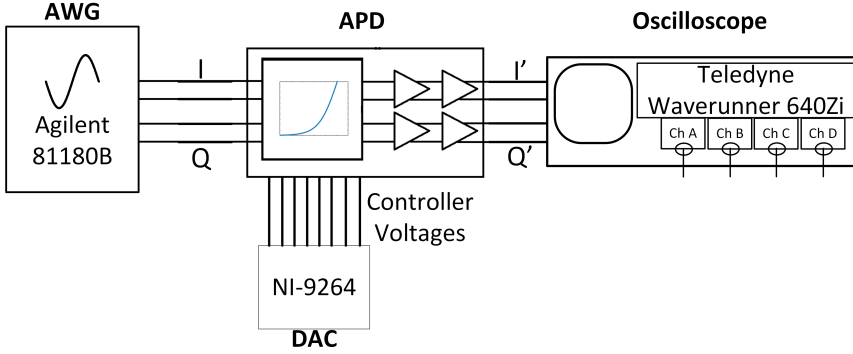 AWG
APD
Oscilloscope
I
I’
Teledyne
Waverunner 640Zi
Agilent
81180B
Ch A
Ch B
Ch C
Ch D
Q
Q’
Controller
Voltages
NI-9264
DAC